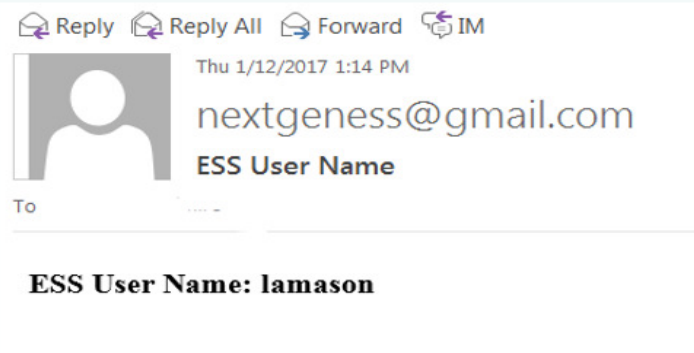 Reply Reply All Forward IM
Thu 1/12/2017 1:14 PM
nextgeness@gmail.com
ESS User Name
To
ESS User Name: lamason